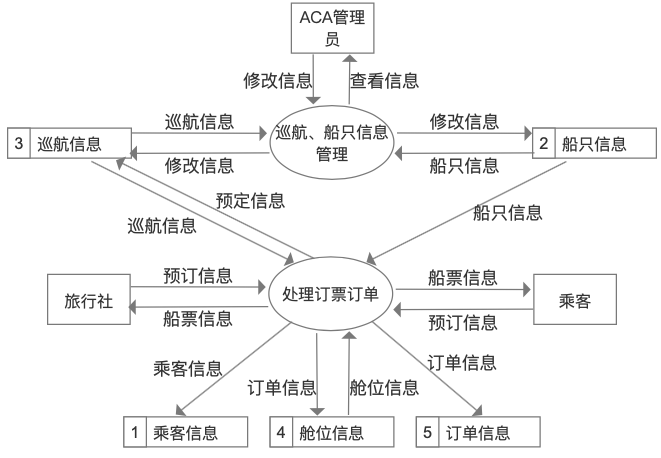 ACA管理
员
修改信息
查看信息
巡航信息
修改信息
3
巡航信息
巡航、船只信息
管理
2
船只信息
修改信息
船只信息
预定信息
巡航信息
船只信息
预订信息
船票信息
旅行社
处理订票订单
乘客
船票信息
预订信息
乘客信息
订单信息
舱位信息
订单信息
1
乘客信息
4
舱位信息
5
订单信息